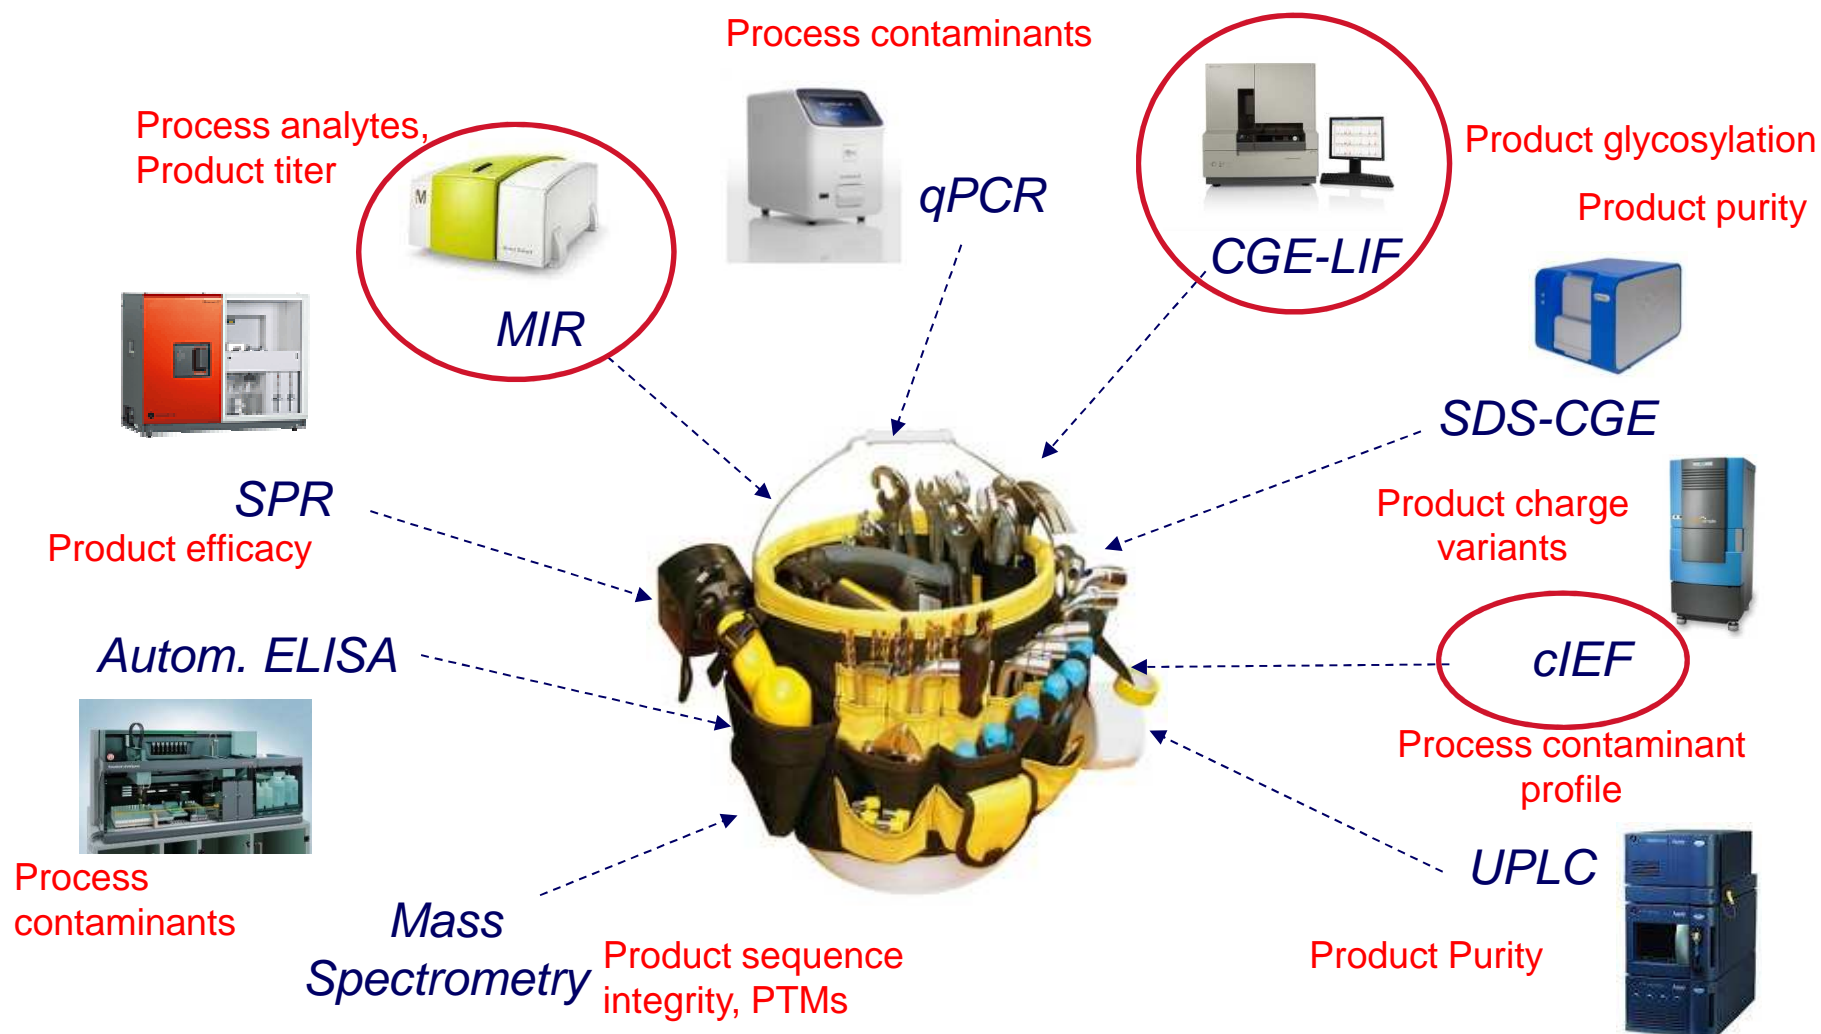 Process contaminants
Process analytes,
Product titer
Product glycosylation
qPCR
Product purity
CGE-LIF
MIR
SDS-CGE
SPR
Product charge
variants
Product efficacy
Autom. ELISA
cIEF
Process contaminant
profile
UPLC
Process
contaminants
Mass
Spectrometry
Product sequence
integrity, PTMs
Product Purity
M